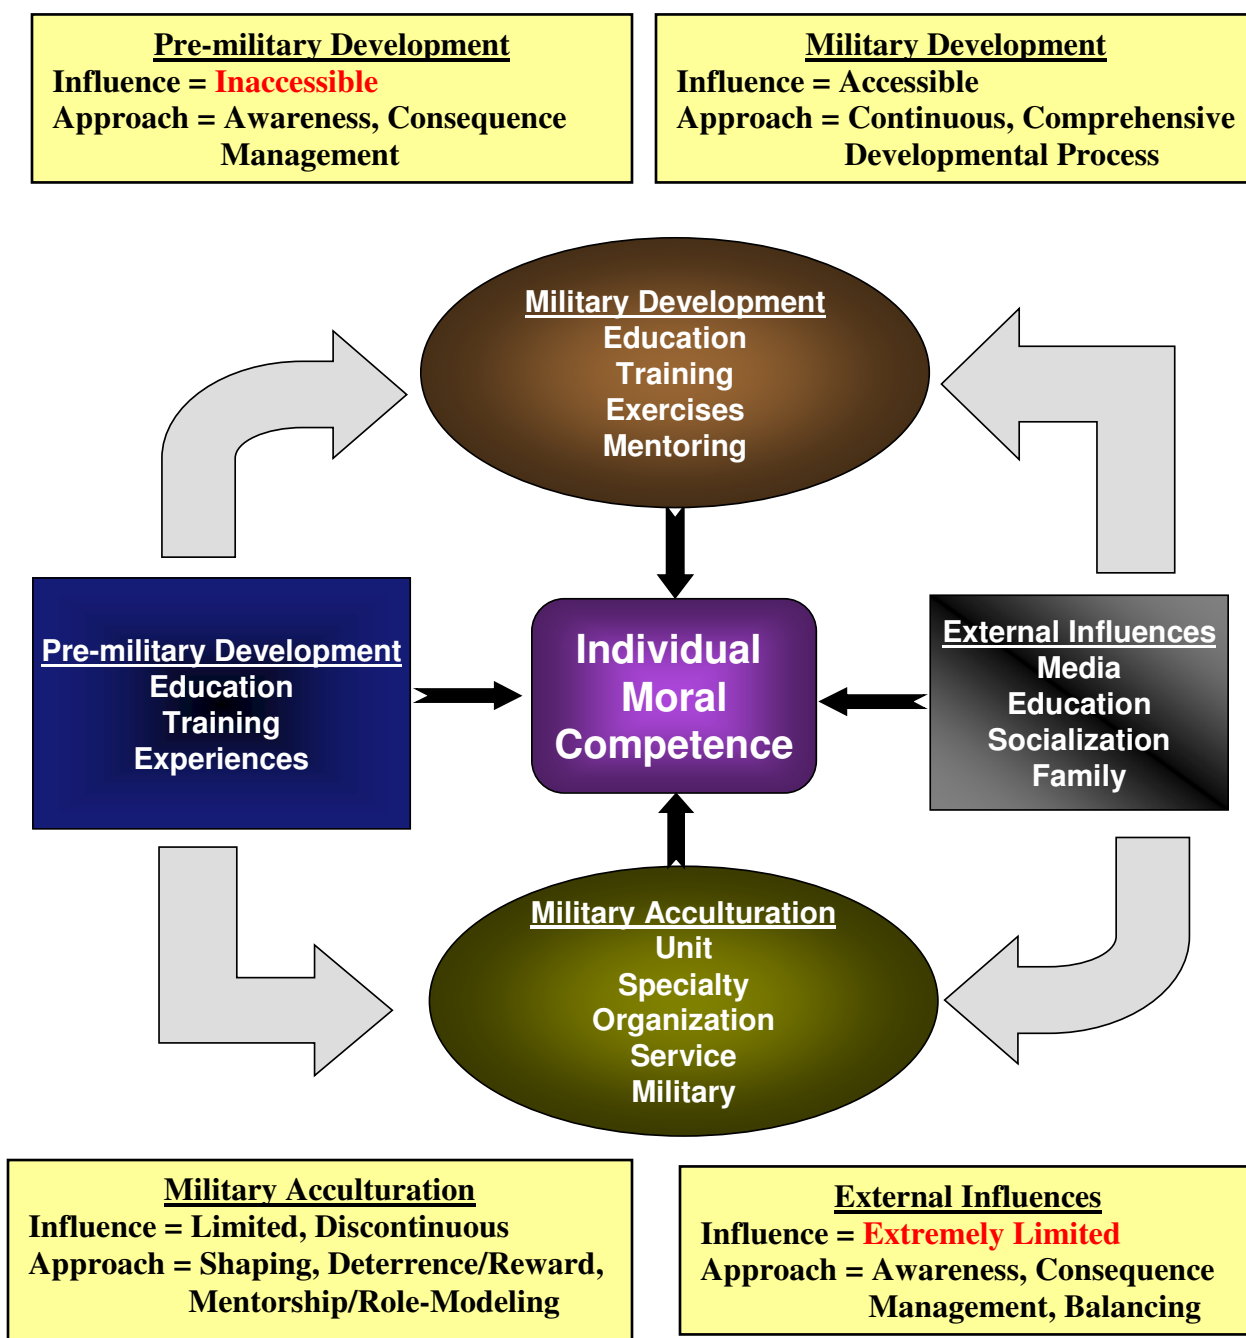 Pre-military Development
Influence = Inaccessible
Approach = Awareness, Consequence
Management
Military Development
Influence = Accessible
Approach = Continuous, Comprehensive
Developmental Process
Military Development
Education
Training
Exercises
Mentoring
Pre-military Development
Education
Training
Experiences
Individual
Moral
Competence
External Influences
Media
Education
Socialization
Family
Military Acculturation
Unit
Specialty
Organization
Service
Military
Military Acculturation
Influence = Limited, Discontinuous
Approach = Shaping, Deterrence/Reward,
Mentorship/Role-Modeling
External Influences
Influence = Extremely Limited
Approach = Awareness, Consequence
Management, Balancing